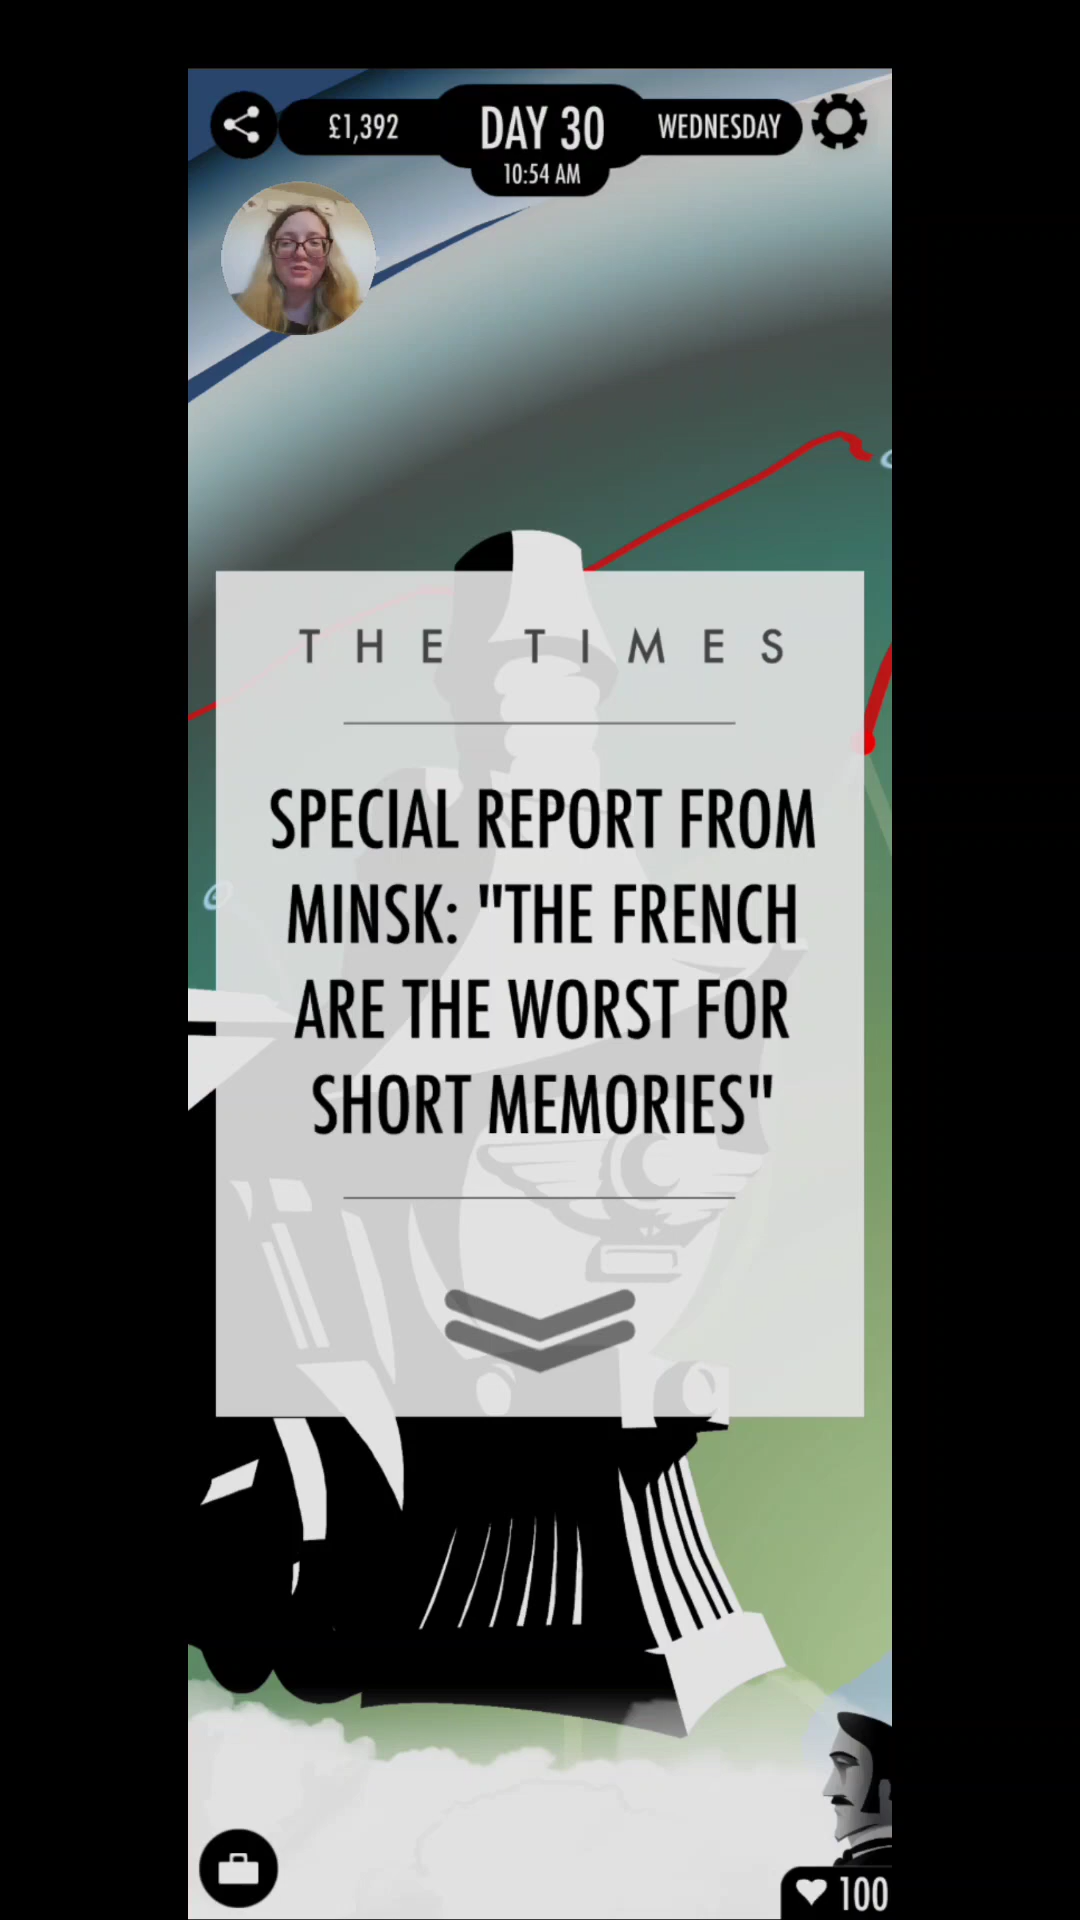 £1,392
DAY 30
WEDNESDAY
10:54 AM
THE TIMES
SPECIAL REPORT FROM
MINSK: "THE FRENCH
ARE THE WORST FOR
SHORT MEMORIES"
100